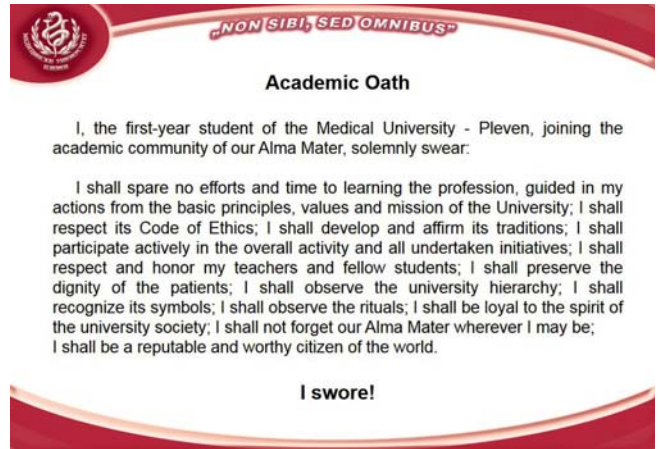 „NON SIBI, SED OMNIBUS”
Academic Oath
I, the first-year student of the Medical University - Pleven, joining the
academic community of our Alma Mater, solemnly swear:
I shall spare no efforts and time to learning the profession, guided in my
actions from the basic principles, values and mission of the University; I shall
respect its Code of Ethics; I shall develop and affirm its traditions; I shall
participate actively in the overall activity and all undertaken initiatives; I shall
respect and honor my teachers and fellow students; I shall preserve the
dignity of the patients; I shall observe the university hierarchy; I shall
recognize its symbols; I shall observe the rituals; I shall be loyal to the spirit of
the university society; I shall not forget our Alma Mater wherever I may be;
I shall be a reputable and worthy citizen of the world.
I swore!